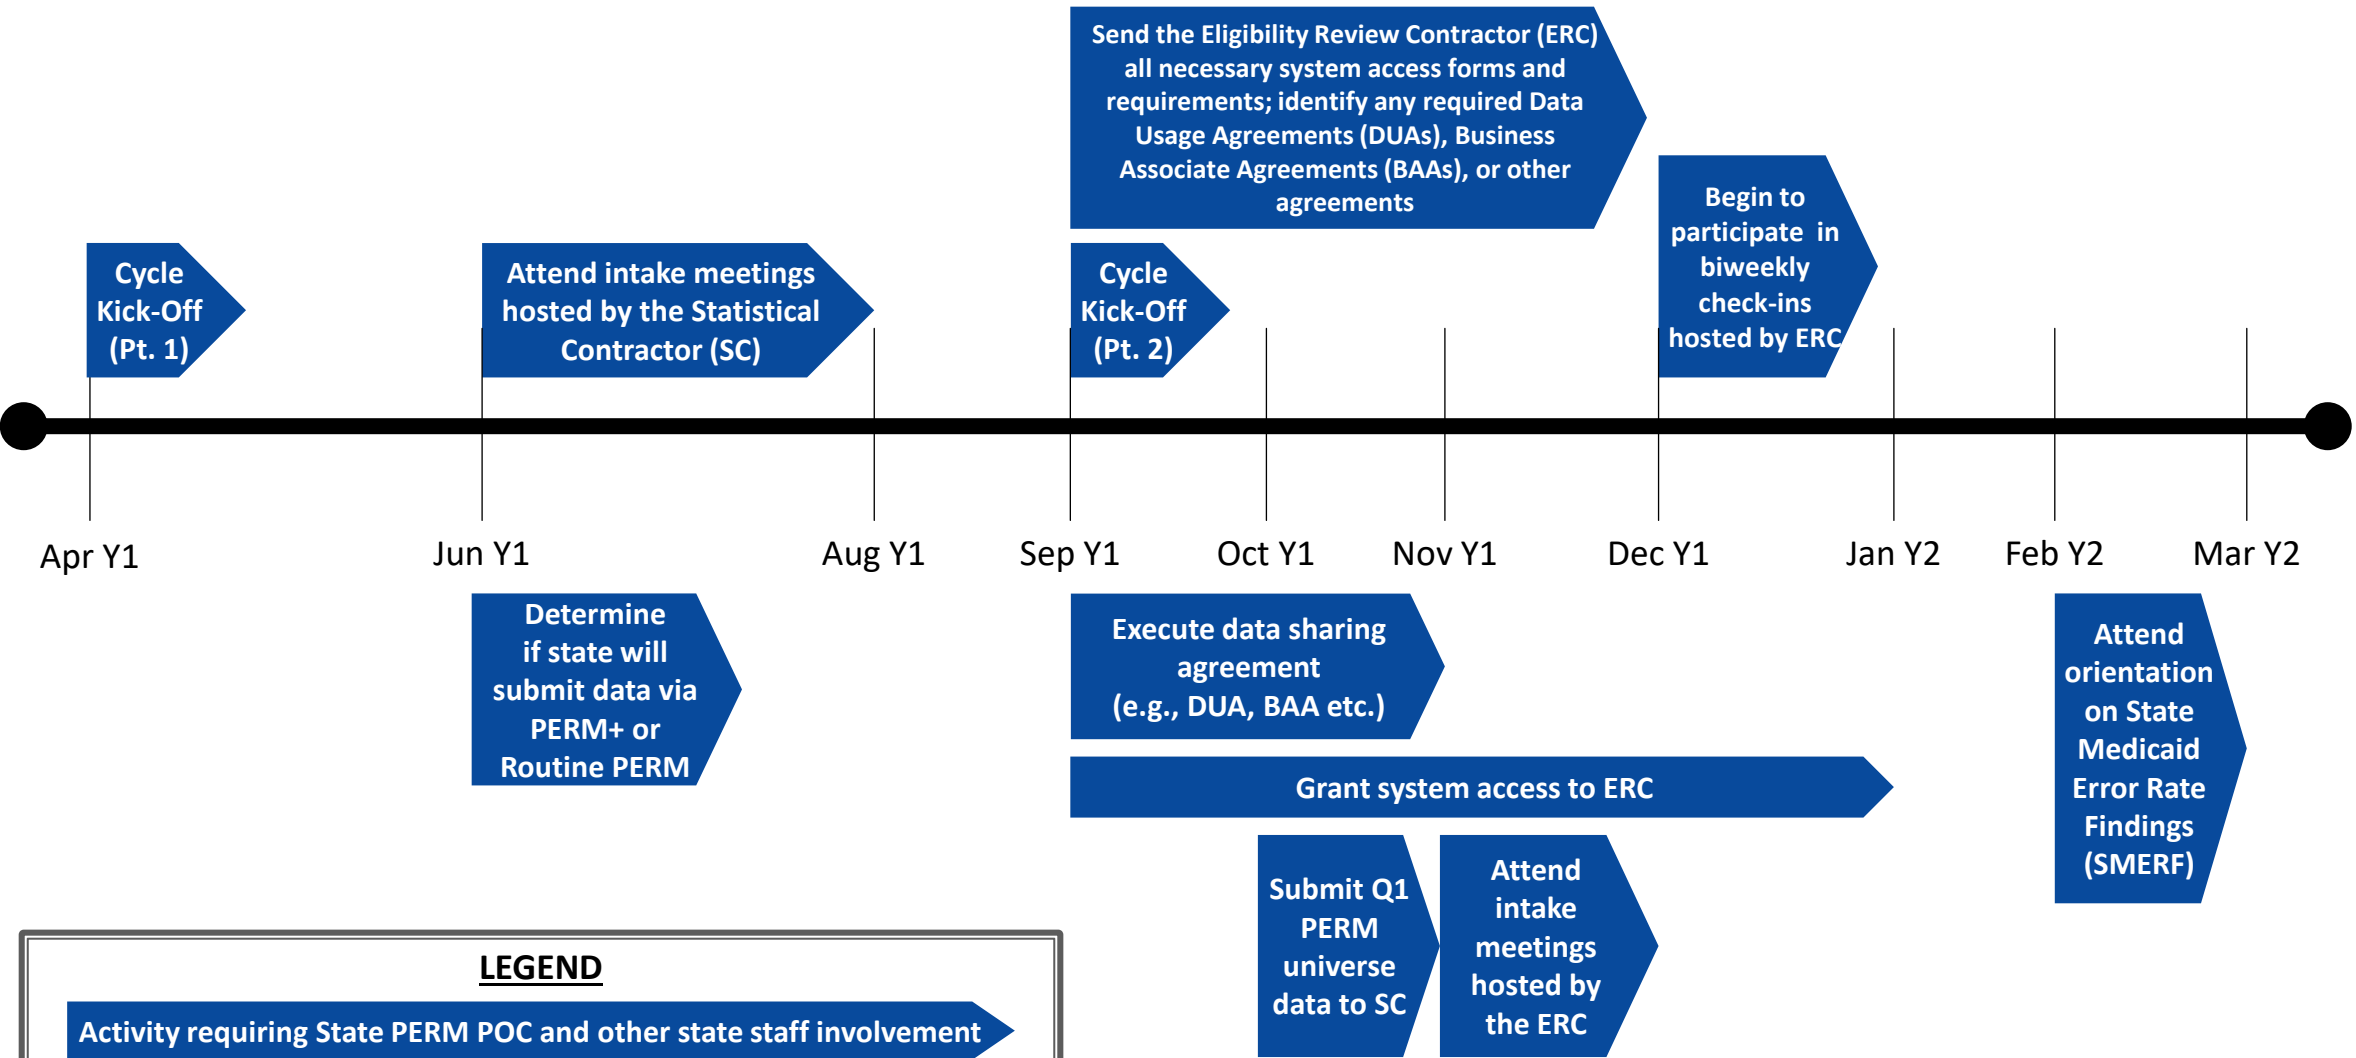 Send the Eligibility Review Contractor (ERC)
all necessary system access forms and
requirements; identify any required Data
Usage Agreements (DUAs), Business
Associate Agreements (BAAs), or other
agreements
Begin to
participate in
biweekly
check-ins
hosted by ERC
Cycle
Kick-Off
(Pt. 1)
Attend intake meetings
hosted by the Statistical
Contractor (SC)
Cycle
Kick-Off
(Pt. 2)
Apr Y1
Jun Y1
Aug Y1
Sep Y1
Oct Y1
Nov Y1
Dec Y1
Jan Y2
Feb Y2
Mar Y2
Determine
if state will
submit data via
PERM+ or
Routine PERM
Execute data sharing
agreement
(e.g., DUA, BAA etc.)
Attend
orientation
on State
Medicaid
Error Rate
Findings
(SMERF)
Grant system access to ERC
Submit Q1
PERM
universe
data to SC
Attend
intake
meetings
hosted by
the ERC
LEGEND
Activity requiring State PERM POC and other state staff involvement